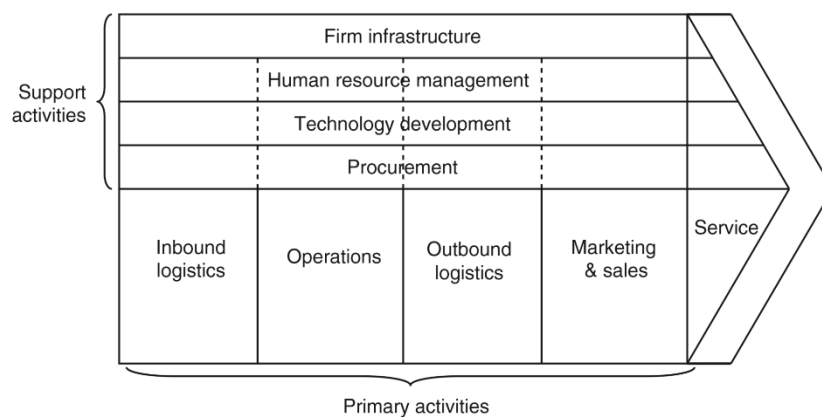 Firm infrastructure
Human resource management
Support
activities
Technology development
Procurement
Inbound
logistics
Operations
Outbound
logistics
Marketing
& sales
Service
Primary activities